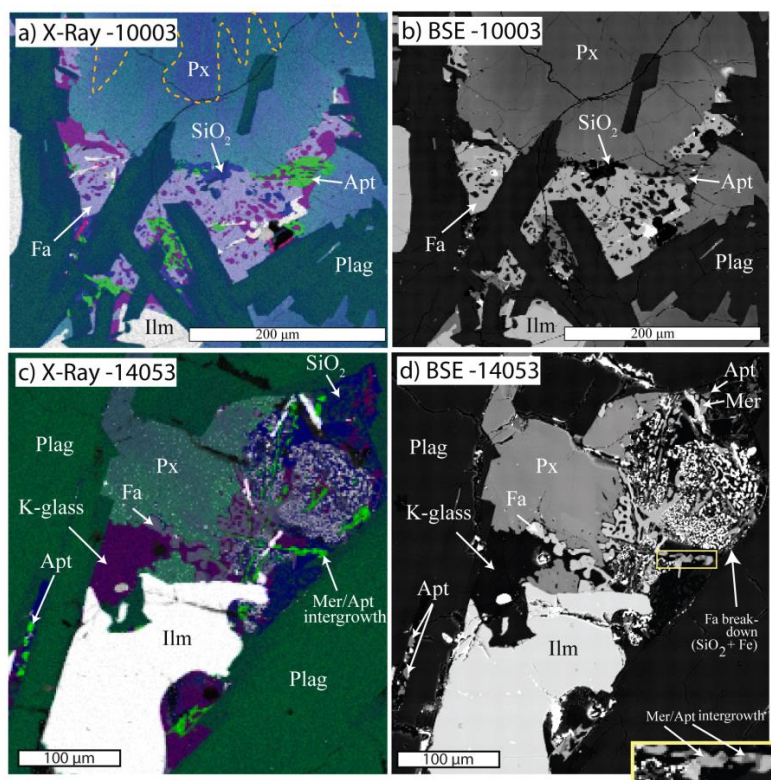 a) X-Ray -10003
Px
SiO₂
Apt
Fa
Plag
Ilm
200 µm
b) BSE -10003
Px
SiO₂
Apt
Fa
Plag
Ilm
200 µm
c) X-Ray -14053
SiO₂
Plag
Px
Fa
K-glass
Apt
Mer/Apt
intergrowth
Ilm
Plag
100 µm
d) BSE -14053
Apt
Mer
Plag
Px
Fa
K-glass
Apt
Fa break-
down
(SiO₂ + Fe)
Ilm
Mer/Apt intergrowth
100 µm